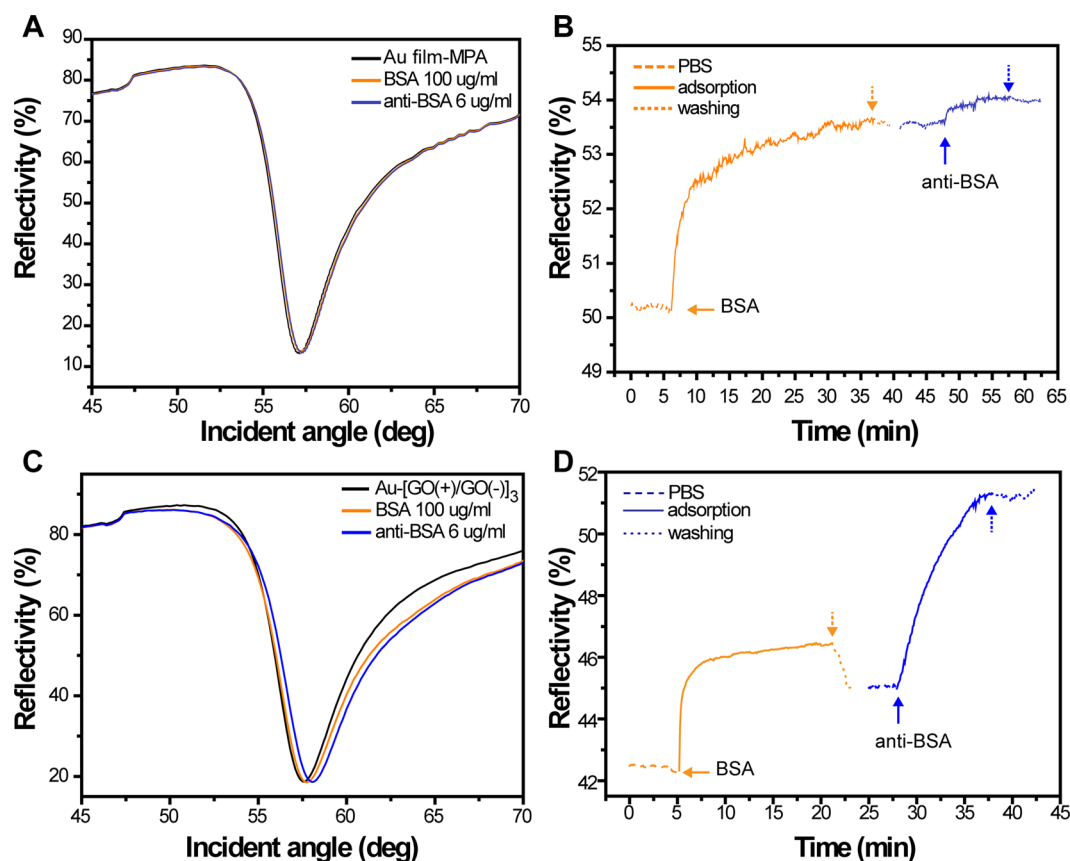 A
90
80
70
60
50
40
30
20
10
Reflectivity (%)
Au film-MPA
BSA 100 ug/ml
anti-BSA 6 ug/ml
45 50 55 60 65 70
Incident angle (deg)
B
55
54
53
52
51
50
49
Reflectivity (%)
PBS
adsorption
washing
anti-BSA
BSA
0 5 10 15 20 25 30 35 40 45 50 55 60 65
Time (min)
C
80
60
40
20
Reflectivity (%)
Au-[GO(+)/GO(-)]3
BSA 100 ug/ml
anti-BSA 6 ug/ml
45 50 55 60 65 70
Incident angle (deg)
D
52
50
48
46
44
42
Reflectivity (%)
PBS
adsorption
washing
anti-BSA
BSA
0 5 10 15 20 25 30 35 40 45
Time (min)